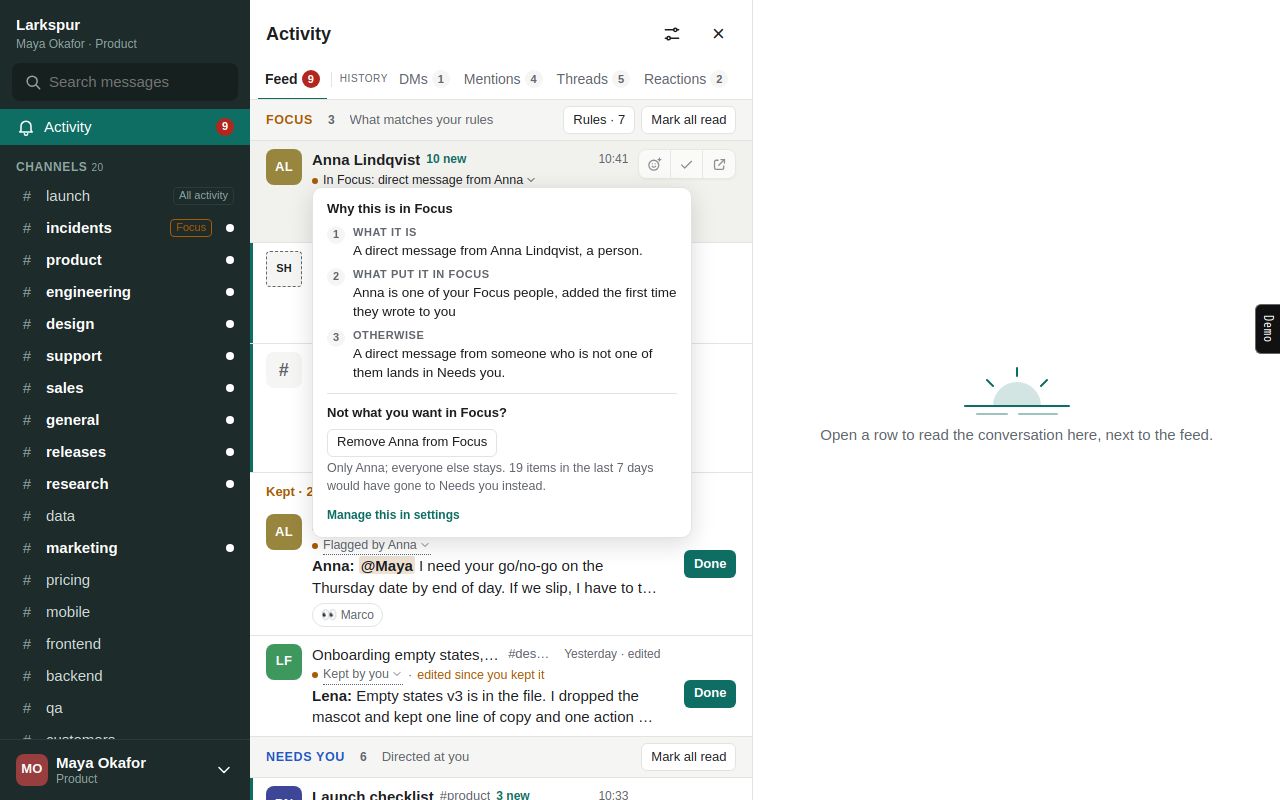 Larkspur
Maya Okafor · Product
Search messages
Activity 9
CHANNELS 20
# launch All activity
# incidents Focus
# product
# engineering
# design
# support
# sales
# general
# releases
# research
# data
# marketing
# pricing
# mobile
# frontend
# backend
# qa
MO
Maya Okafor
Product
Activity
Feed 9 HISTORY DMs 1 Mentions 4 Threads 5 Reactions 2
FOCUS 3 What matches your rules Rules · 7 Mark all read
AL
Anna Lindqvist 10 new 10:41
In Focus: direct message from Anna
Why this is in Focus
1 WHAT IT IS
A direct message from Anna Lindqvist, a person.
2 WHAT PUT IT IN FOCUS
Anna is one of your Focus people, added the first time
they wrote to you
3 OTHERWISE
A direct message from someone who is not one of
them lands in Needs you.
Not what you want in Focus?
Remove Anna from Focus
Only Anna; everyone else stays. 19 items in the last 7 days
would have gone to Needs you instead.
Manage this in settings
SH
#
Kept · 2
AL
Flagged by Anna
Anna: @Maya I need your go/no-go on the
Thursday date by end of day. If we slip, I have to t…
Done
👀 Marco
LF
Onboarding empty states,… #des… Yesterday · edited
Kept by you · edited since you kept it
Lena: Empty states v3 is in the file. I dropped the
mascot and kept one line of copy and one action …
Done
NEEDS YOU 6 Directed at you Mark all read
Launch checklist #product 3 new 10:33
Open a row to read the conversation here, next to the feed.
Demo